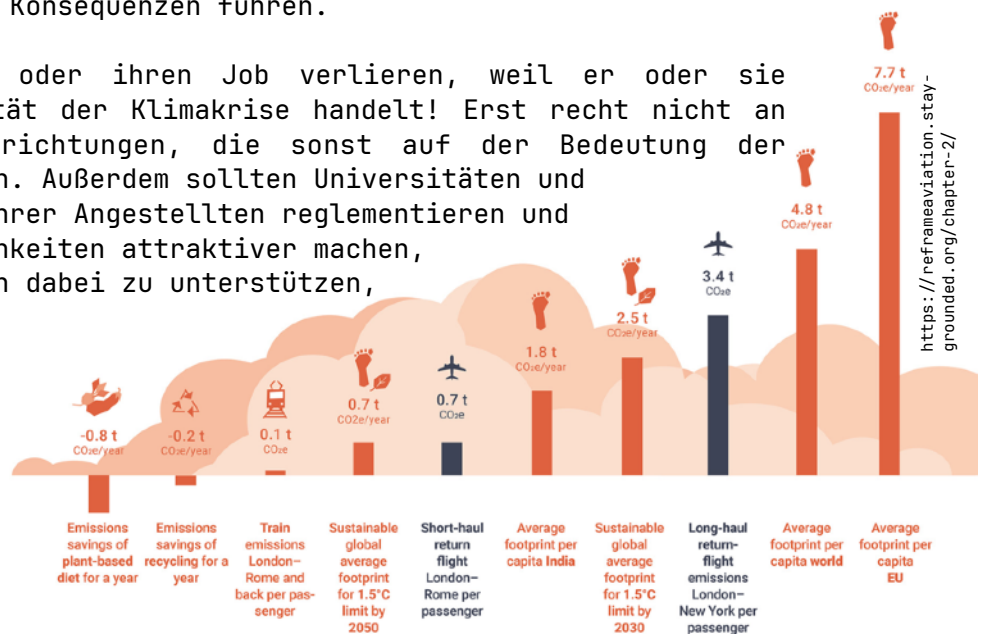 Konsequenzen führen.
oder ihren Job verlieren, weil er oder sie
tät der Klimakrise handelt! Erst recht nicht an
richtungen, die sonst auf der Bedeutung der
n. Außerdem sollten Universitäten und
hrer Angestellten reglementieren und
hkeiten attraktiver machen,
n dabei zu unterstützen,
https://reframeaviation.stay-
grounded.org/chapter-2/
-0.8 t
CO₂e/year
-0.2 t
CO₂e/year
0.1 t
CO₂e
0.7 t
CO2e/year
0.7 t
CO₂e
1.8 t
CO₂e/year
2.5 t
CO₂e/year
3.4 t
CO₂e
4.8 t
CO₂e/year
7.7 t
CO₂e/year
Emissions
savings of
plant-based
diet for a year
Emissions
savings of
recycling for a
year
Train
emissions
London–
Rome and
back per pas-
senger
Sustainable
global
average
footprint
for 1.5°C
limit by
2050
Short-haul
return
flight
London–
Rome per
passenger
Average
footprint per
capita India
Sustainable
global
average
footprint
for 1.5°C
limit by
2030
Long-haul
return-
flight
emissions
London–
New York per
passenger
Average
footprint per
capita world
Average
footprint per
capita
EU